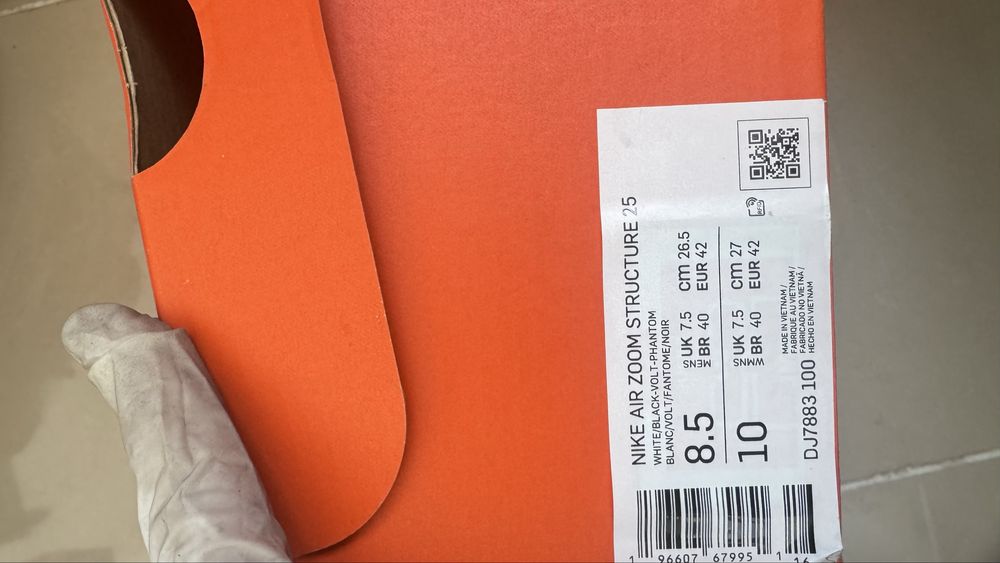 NIKE AIR ZOOM STRUCTURE 25
WHITE/BLACK-VOLT-PHANTOM
BLANC/VOLT/FANTOME/NOIR
8.5 MENS UK 7.5 cm 26.5
BR 40 EUR 42
10 WMNS UK 7.5 cm 27
BR 40 EUR 42
RFID
MADE IN VIETNAM /
FABRIQUE AU VIETNAM /
FABRICADO NO VIETNÃ /
HECHO EN VIETNAM
DJ7883 100
1 96607 67995 1 16